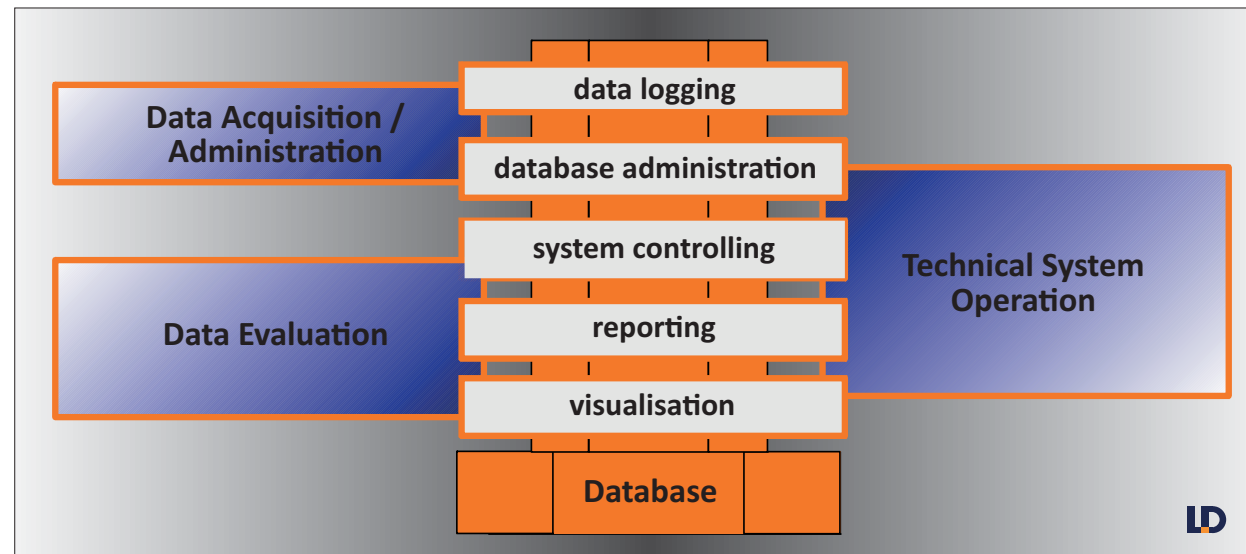 data logging
Data Acquisition /
Administration
database administration
system controlling
Technical System
Operation
Data Evaluation
reporting
visualisation
Database
LD